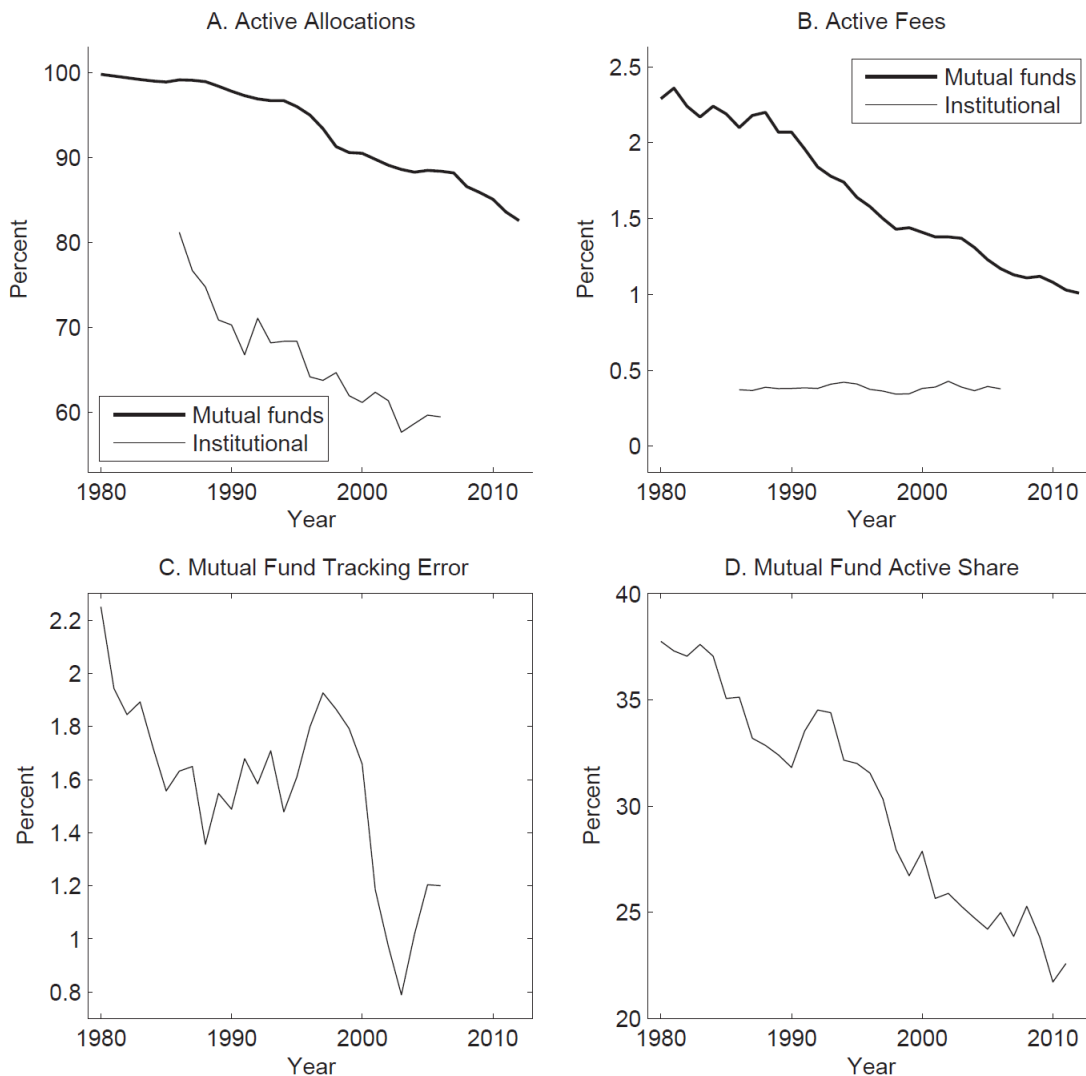 A. Active Allocations
100
90
80
70
60
Percent
Mutual funds
Institutional
1980 1990 2000 2010
Year
B. Active Fees
2.5
2
1.5
1
0.5
0
Percent
Mutual funds
Institutional
1980 1990 2000 2010
Year
C. Mutual Fund Tracking Error
2.2
2
1.8
1.6
1.4
1.2
1
0.8
Percent
1980 1990 2000 2010
Year
D. Mutual Fund Active Share
40
35
30
25
20
Percent
1980 1990 2000 2010
Year